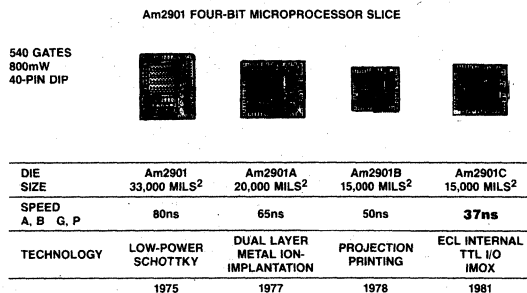 Am2901 FOUR-BIT MICROPROCESSOR SLICE
540 GATES
800mW
40-PIN DIP
DIE SIZE Am2901 33,000 MILS² Am2901A 20,000 MILS² Am2901B 15,000 MILS² Am2901C 15,000 MILS²
SPEED A, B G, P 80ns 65ns 50ns 37ns
TECHNOLOGY LOW-POWER SCHOTTKY DUAL LAYER METAL ION-IMPLANTATION PROJECTION PRINTING ECL INTERNAL TTL I/O IMOX
1975 1977 1978 1981